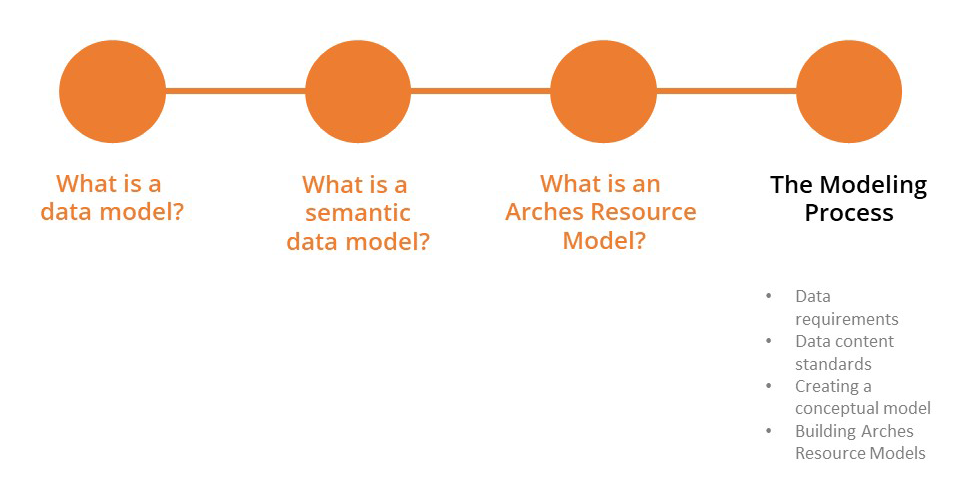 What is a
data model?
What is a
semantic
data model?
What is an
Arches Resource
Model?
The Modeling
Process
• Data
requirements
• Data content
standards
• Creating a
conceptual model
• Building Arches
Resource Models